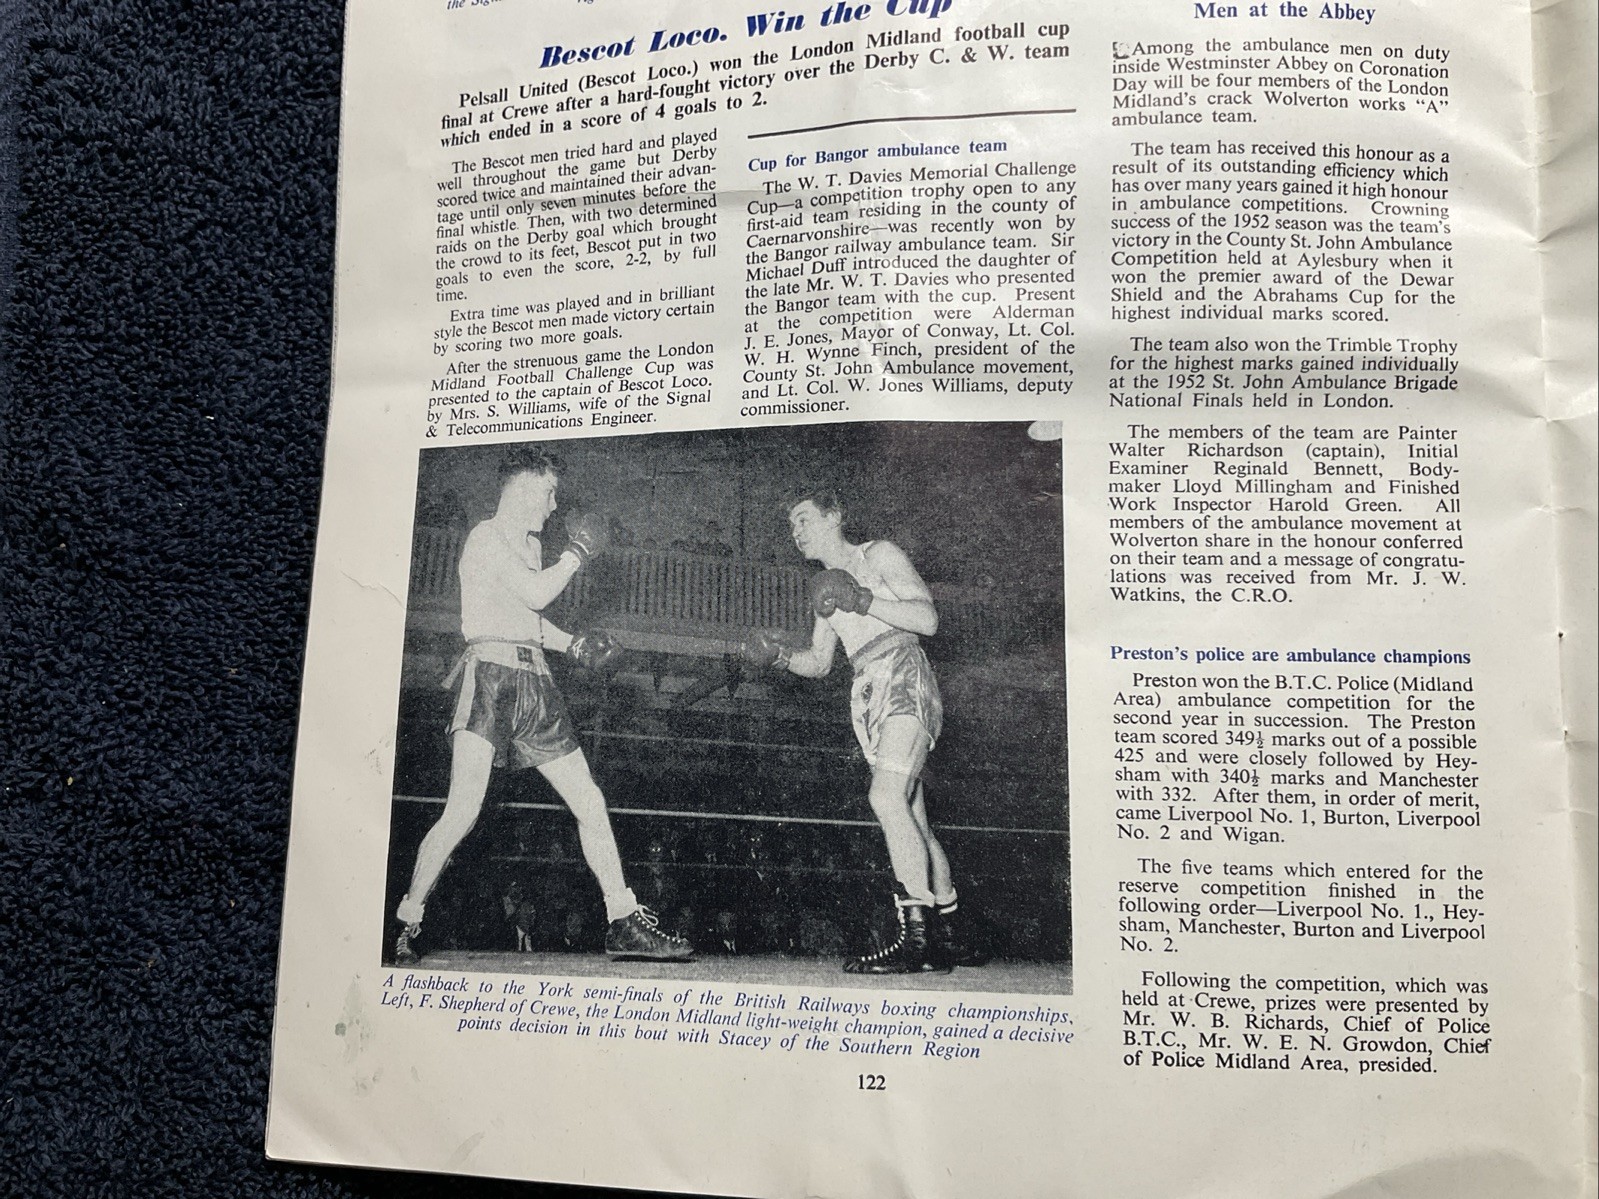 the
Bescot Loco. Win the Cup
Pelsall United (Bescot Loco.) won the London Midland football cup
final at Crewe after a hard-fought victory over the Derby C. & W. team
which ended in a score of 4 goals to 2.
The Bescot men tried hard and played
well throughout the game but Derby
scored twice and maintained their advan-
tage until only seven minutes before the
final whistle. Then, with two determined
raids on the Derby goal which brought
the crowd to its feet, Bescot put in two
goals to even the score, 2-2, by full
time.
Extra time was played and in brilliant
style the Bescot men made victory certain
by scoring two more goals.
After the strenuous game the London
Midland Football Challenge Cup was
presented to the captain of Bescot Loco.
by Mrs. S. Williams, wife of the Signal
& Telecommunications Engineer.
Cup for Bangor ambulance team
The W. T. Davies Memorial Challenge
Cup—a competition trophy open to any
first-aid team residing in the county of
Caernarvonshire—was recently won by
the Bangor railway ambulance team. Sir
Michael Duff introduced the daughter of
the late Mr. W. T. Davies who presented
the Bangor team with the cup. Present
at the competition were Alderman
J. E. Jones, Mayor of Conway, Lt. Col.
W. H. Wynne Finch, president of the
County St. John Ambulance movement,
and Lt. Col. W. Jones Williams, deputy
commissioner.
A flashback to the York semi-finals of the British Railways boxing championships,
Left, F. Shepherd of Crewe, the London Midland light-weight champion, gained a decisive
points decision in this bout with Stacey of the Southern Region
Men at the Abbey
Among the ambulance men on duty
inside Westminster Abbey on Coronation
Day will be four members of the London
Midland's crack Wolverton works "A"
ambulance team.
The team has received this honour as a
result of its outstanding efficiency which
has over many years gained it high honour
in ambulance competitions. Crowning
success of the 1952 season was the team's
victory in the County St. John Ambulance
Competition held at Aylesbury when it
won the premier award of the Dewar
Shield and the Abrahams Cup for the
highest individual marks scored.
The team also won the Trimble Trophy
for the highest marks gained individually
at the 1952 St. John Ambulance Brigade
National Finals held in London.
The members of the team are Painter
Walter Richardson (captain), Initial
Examiner Reginald Bennett, Body-
maker Lloyd Millingham and Finished
Work Inspector Harold Green. All
members of the ambulance movement at
Wolverton share in the honour conferred
on their team and a message of congratu-
lations was received from Mr. J. W.
Watkins, the C.R.O.
Preston's police are ambulance champions
Preston won the B.T.C. Police (Midland
Area) ambulance competition for the
second year in succession. The Preston
team scored 349½ marks out of a possible
425 and were closely followed by Hey-
sham with 340½ marks and Manchester
with 332. After them, in order of merit,
came Liverpool No. 1, Burton, Liverpool
No. 2 and Wigan.
The five teams which entered for the
reserve competition finished in the
following order—Liverpool No. 1., Hey-
sham, Manchester, Burton and Liverpool
No. 2.
Following the competition, which was
held at Crewe, prizes were presented by
Mr. W. B. Richards, Chief of Police
B.T.C., Mr. W. E. N. Growdon, Chief
of Police Midland Area, presided.
122